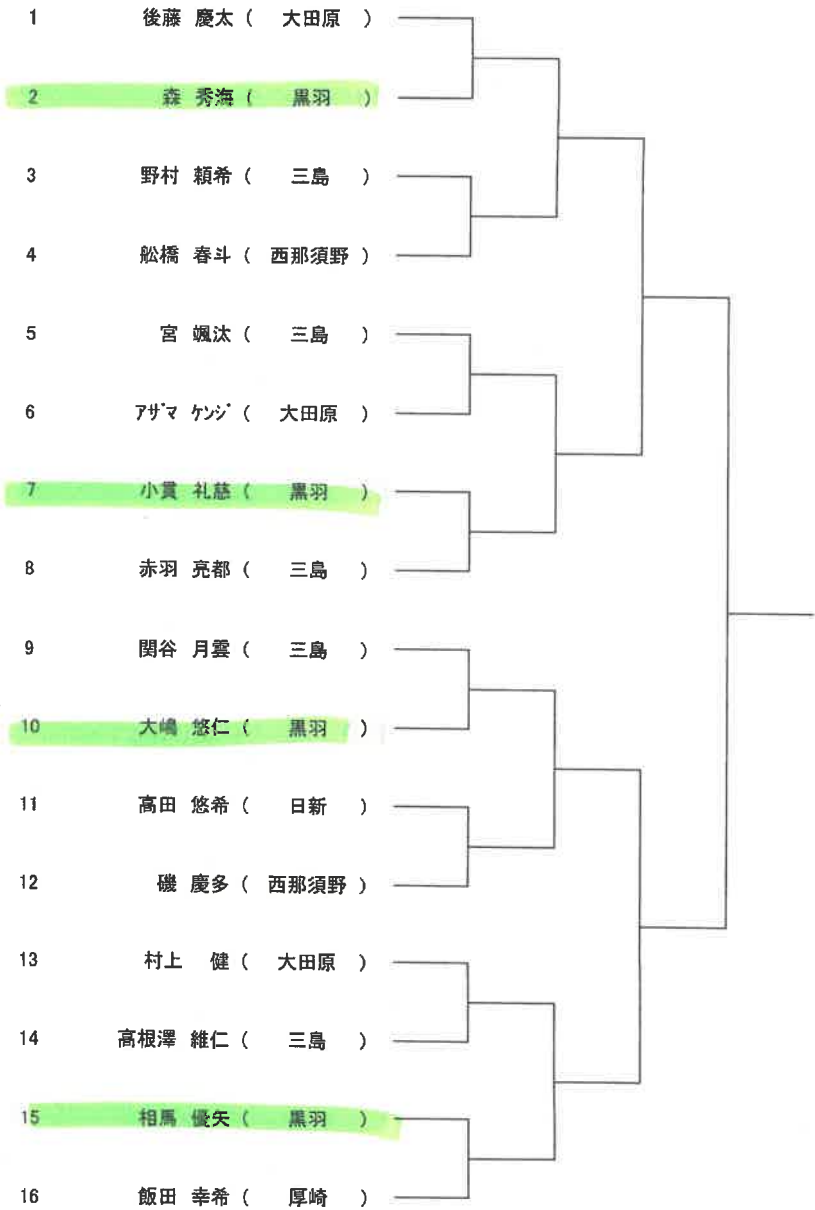 1 後藤 慶太 ( 大田原 )
2 森 秀海 ( 黒羽 )
3 野村 頼希 ( 三島 )
4 舩橋 春斗 ( 西那須野 )
5 宮 颯汰 ( 三島 )
6 アザマ ケンジ ( 大田原 )
7 小貫 礼慈 ( 黒羽 )
8 赤羽 亮都 ( 三島 )
9 関谷 月雲 ( 三島 )
10 大嶋 悠仁 ( 黒羽 )
11 高田 悠希 ( 日新 )
12 磯 慶多 ( 西那須野 )
13 村上 健 ( 大田原 )
14 高根澤 維仁 ( 三島 )
15 相馬 優矢 ( 黒羽 )
16 飯田 幸希 ( 厚崎 )